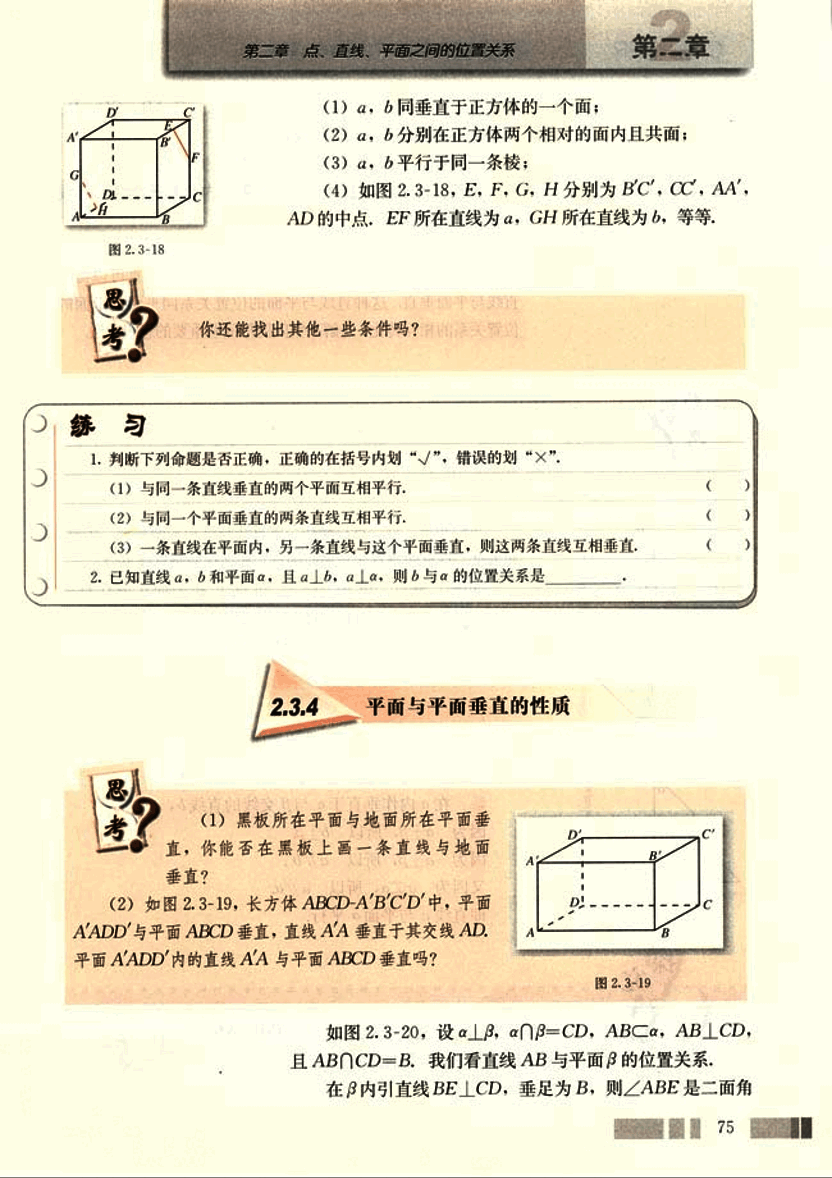 第二章 点、直线、平面之间的位置关系
第二章
(1) a，b同垂直于正方体的一个面；
(2) a，b分别在正方体两个相对的面内且共面；
(3) a，b平行于同一条棱；
(4) 如图 2.3-18，E，F，G，H 分别为 B′C′，CC′，AA′，
AD的中点．EF 所在直线为a，GH 所在直线为b，等等.
D′ C′ E A′ B′ F G D C H A B
图 2.3-18
思考？
你还能找出其他一些条件吗？
练 习
1. 判断下列命题是否正确，正确的在括号内划“√”，错误的划“×”.
(1) 与同一条直线垂直的两个平面互相平行. ( )
(2) 与同一个平面垂直的两条直线互相平行. ( )
(3) 一条直线在平面内，另一条直线与这个平面垂直，则这两条直线互相垂直. ( )
2. 已知直线a，b和平面α，且a⊥b，a⊥α，则b与α的位置关系是________.
2.3.4 平面与平面垂直的性质
思考？
(1) 黑板所在平面与地面所在平面垂
直，你能否在黑板上画一条直线与地面
垂直？
(2) 如图 2.3-19，长方体 ABCD-A′B′C′D′中，平面
A′ADD′与平面 ABCD 垂直，直线 A′A 垂直于其交线 AD.
平面 A′ADD′内的直线 A′A 与平面 ABCD 垂直吗？
D′ C′ A′ B′ D C A B
图 2.3-19
如图 2.3-20，设α⊥β，α∩β=CD，AB⊂α，AB⊥CD，
且 AB∩CD=B．我们看直线 AB 与平面β的位置关系.
在β内引直线BE⊥CD，垂足为 B，则∠ABE 是二面角
75